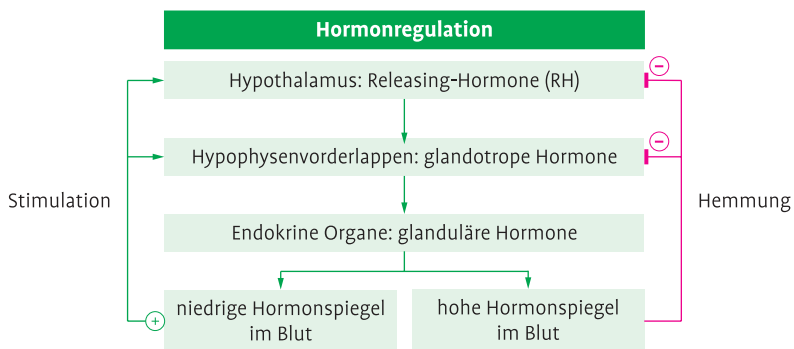 Hormonregulation
−
Hypothalamus: Releasing-Hormone (RH)
−
Hypophysenvorderlappen: glandotrope Hormone
Stimulation
Hemmung
Endokrine Organe: glanduläre Hormone
niedrige Hormonspiegel
im Blut
hohe Hormonspiegel
im Blut
+